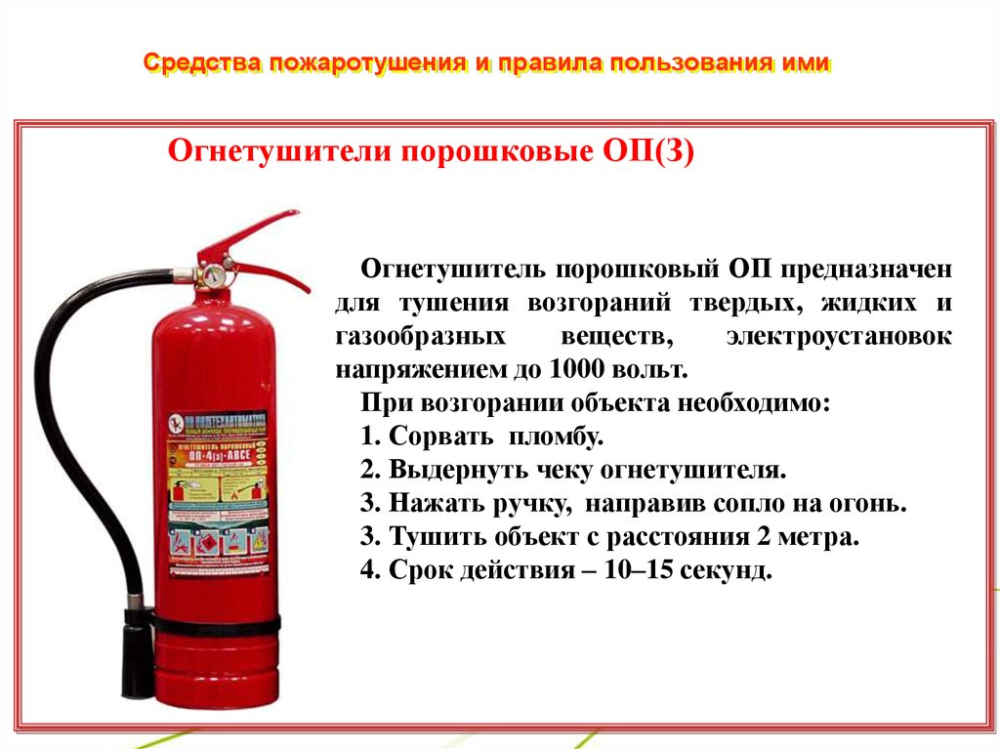 Средства пожаротушения и правила пользования ими
Огнетушители порошковые ОП(З)
Огнетушитель порошковый ОП предназначен
для тушения возгораний твердых, жидких и
газообразных веществ, электроустановок
напряжением до 1000 вольт.
При возгорании объекта необходимо:
1. Сорвать пломбу.
2. Выдернуть чеку огнетушителя.
3. Нажать ручку, направив сопло на огонь.
3. Тушить объект с расстояния 2 метра.
4. Срок действия – 10–15 секунд.
ПО ПОЖТЕХАВТОМАТИКА
ОГНЕТУШИТЕЛЬ ПОРОШКОВЫЙ
ОП-4(з)-АВСЕ